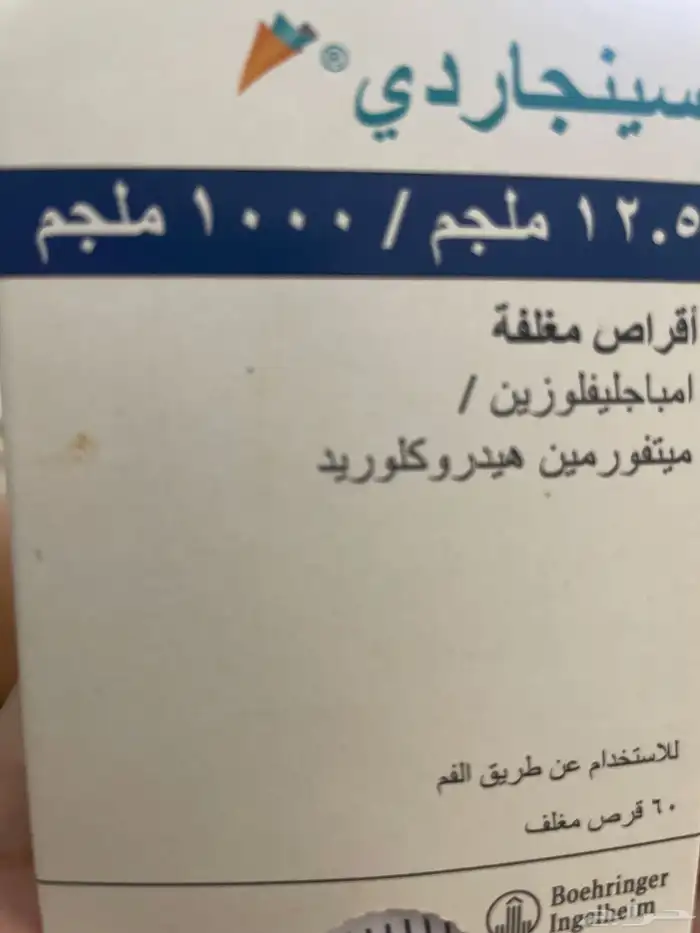 سينجاردي®
١٢.٥ ملجم / ١٠٠٠ ملجم
أقراص مغلفة
امباجليفلوزين /
ميتفورمين هيدروكلوريد
للاستخدام عن طريق الفم
٦٠ قرص مغلف
Boehringer
Ingelheim